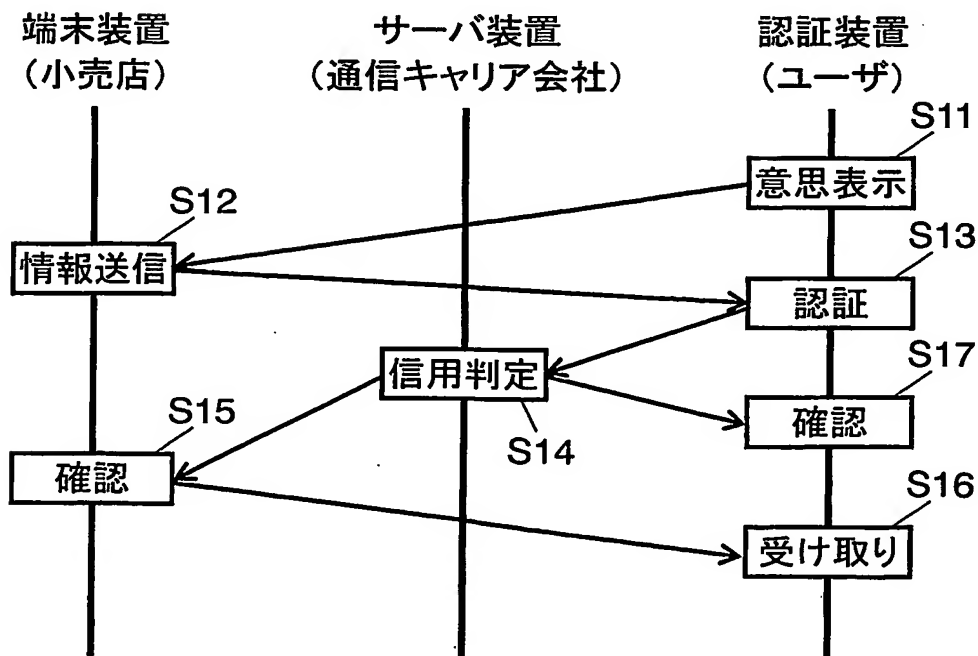 端末装置
(小売店)
サーバ装置
(通信キャリア会社)
認証装置
(ユーザ)
S11
意思表示
S12
情報送信
S13
認証
信用判定
S14
S17
確認
S15
確認
S16
受け取り